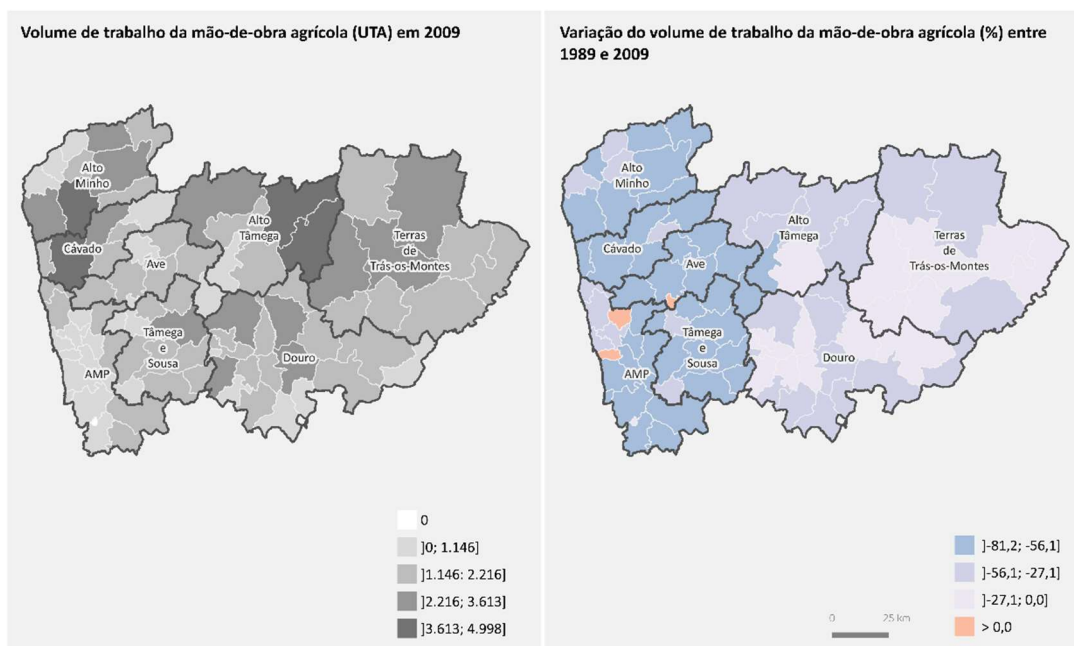 Volume de trabalho da mão-de-obra agrícola (UTA) em 2009
Alto
Minho
Cávado
Ave
Alto
Tâmega
Terras
de
Trás-os-Montes
Tâmega
e
Sousa
Douro
AMP
0
]0; 1.146]
]1.146: 2.216]
]2.216; 3.613]
]3.613; 4.998]
Variação do volume de trabalho da mão-de-obra agrícola (%) entre
1989 e 2009
Alto
Minho
Cávado
Ave
Alto
Tâmega
Terras
de
Trás-os-Montes
Tâmega
e
Sousa
Douro
AMP
0 25 km
]-81,2; -56,1]
]-56,1; -27,1]
]-27,1; 0,0]
> 0,0